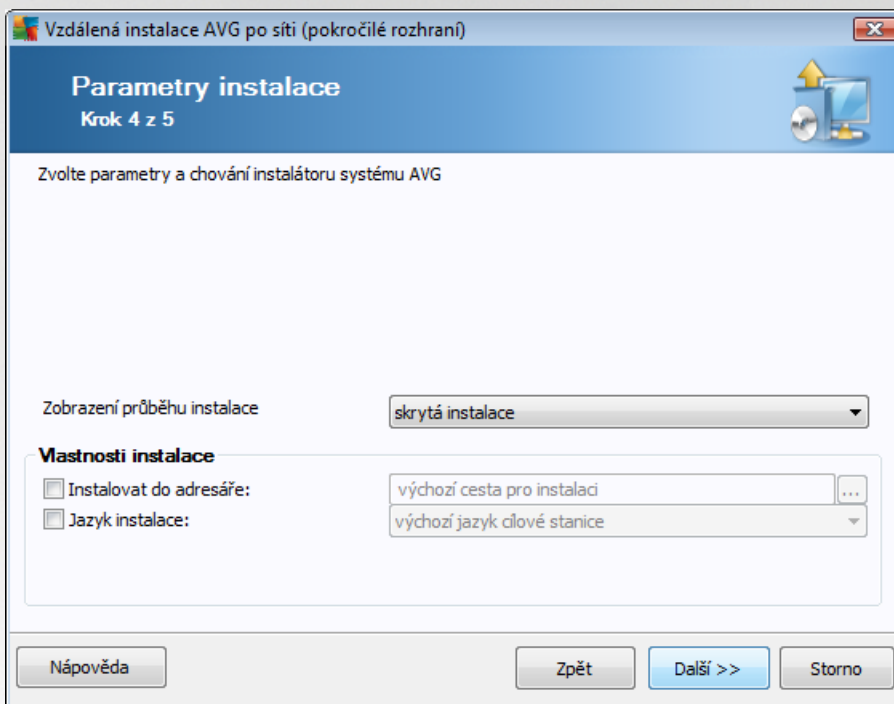 Vzdálená instalace AVG po síti (pokročilé rozhraní)
Parametry instalace
Krok 4 z 5
Zvolte parametry a chování instalátoru systému AVG
Zobrazení průběhu instalace
skrytá instalace
Vlastnosti instalace
Instalovat do adresáře:
výchozí cesta pro instalaci
...
Jazyk instalace:
výchozí jazyk cílové stanice
Nápověda
Zpět
Další >>
Storno